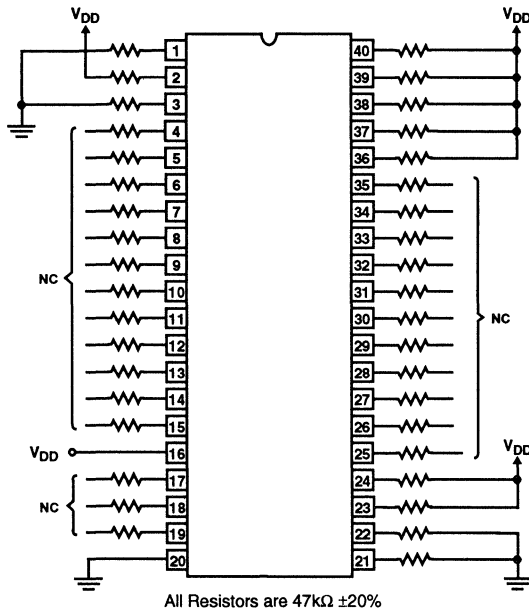 VDD VDD
1 40
2 39
3 38
4 37
5 36
6 35
7 34
8 33
9 32
NC
10 31
11 30
NC
12 29
13 28
14 27
15 26
VDD 16 25
VDD
17 24
NC 18 23
19 22
20 21
All Resistors are 47kΩ ±20%